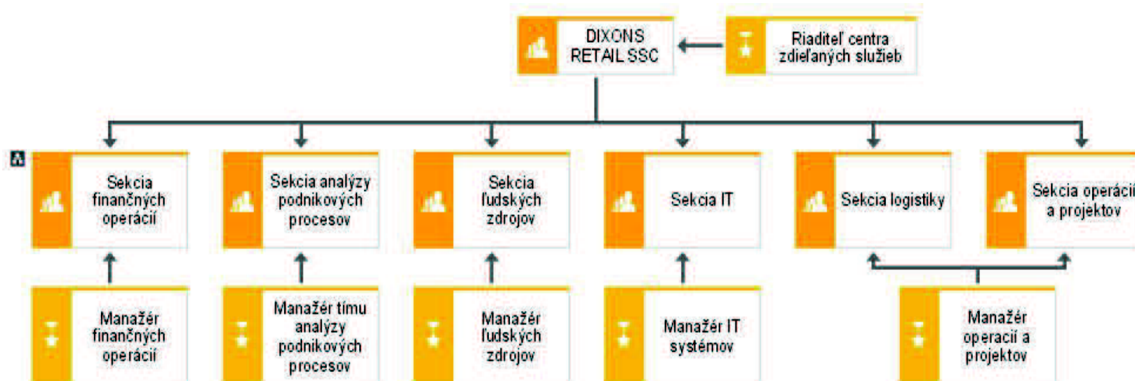 DIXONS
RETAIL SSC
Riaditeľ centra
zdieľaných služieb
Sekcia
finančných
operácií
Sekcia analýzy
podnikových
procesov
Sekcia
ľudských
zdrojov
Sekcia IT
Sekcia logistiky
Sekcia operácií
a projektov
Manažér
finančných
operácií
Manažér tímu
analýzy
podnikových
procesov
Manažér
ľudských
zdrojov
Manažér IT
systémov
Manažér
operacií a
projektov